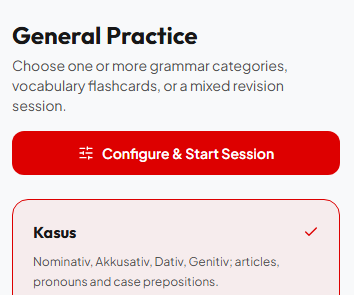 General Practice
Choose one or more grammar categories,
vocabulary flashcards, or a mixed revision
session.
Configure & Start Session
Kasus
Nominativ, Akkusativ, Dativ, Genitiv; articles,
pronouns and case prepositions.